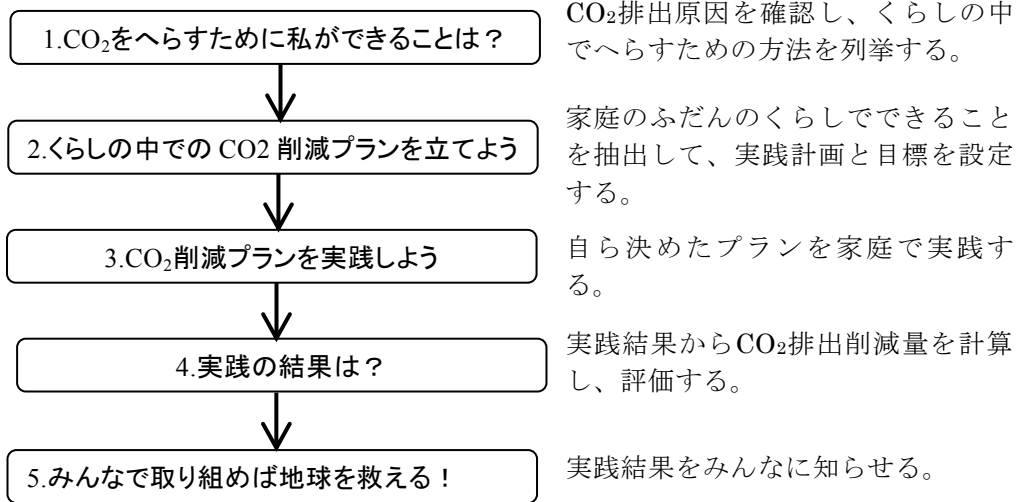 1.CO₂をへらすために私ができることは？
CO₂排出原因を確認し、くらしの中
でへらすための方法を列挙する。
2.くらしの中での CO2 削減プランを立てよう
家庭のふだんのくらしでできること
を抽出して、実践計画と目標を設定
する。
3.CO₂削減プランを実践しよう
自ら決めたプランを家庭で実践す
る。
4.実践の結果は？
実践結果からCO₂排出削減量を計算
し、評価する。
5.みんなで取り組めば地球を救える！
実践結果をみんなに知らせる。